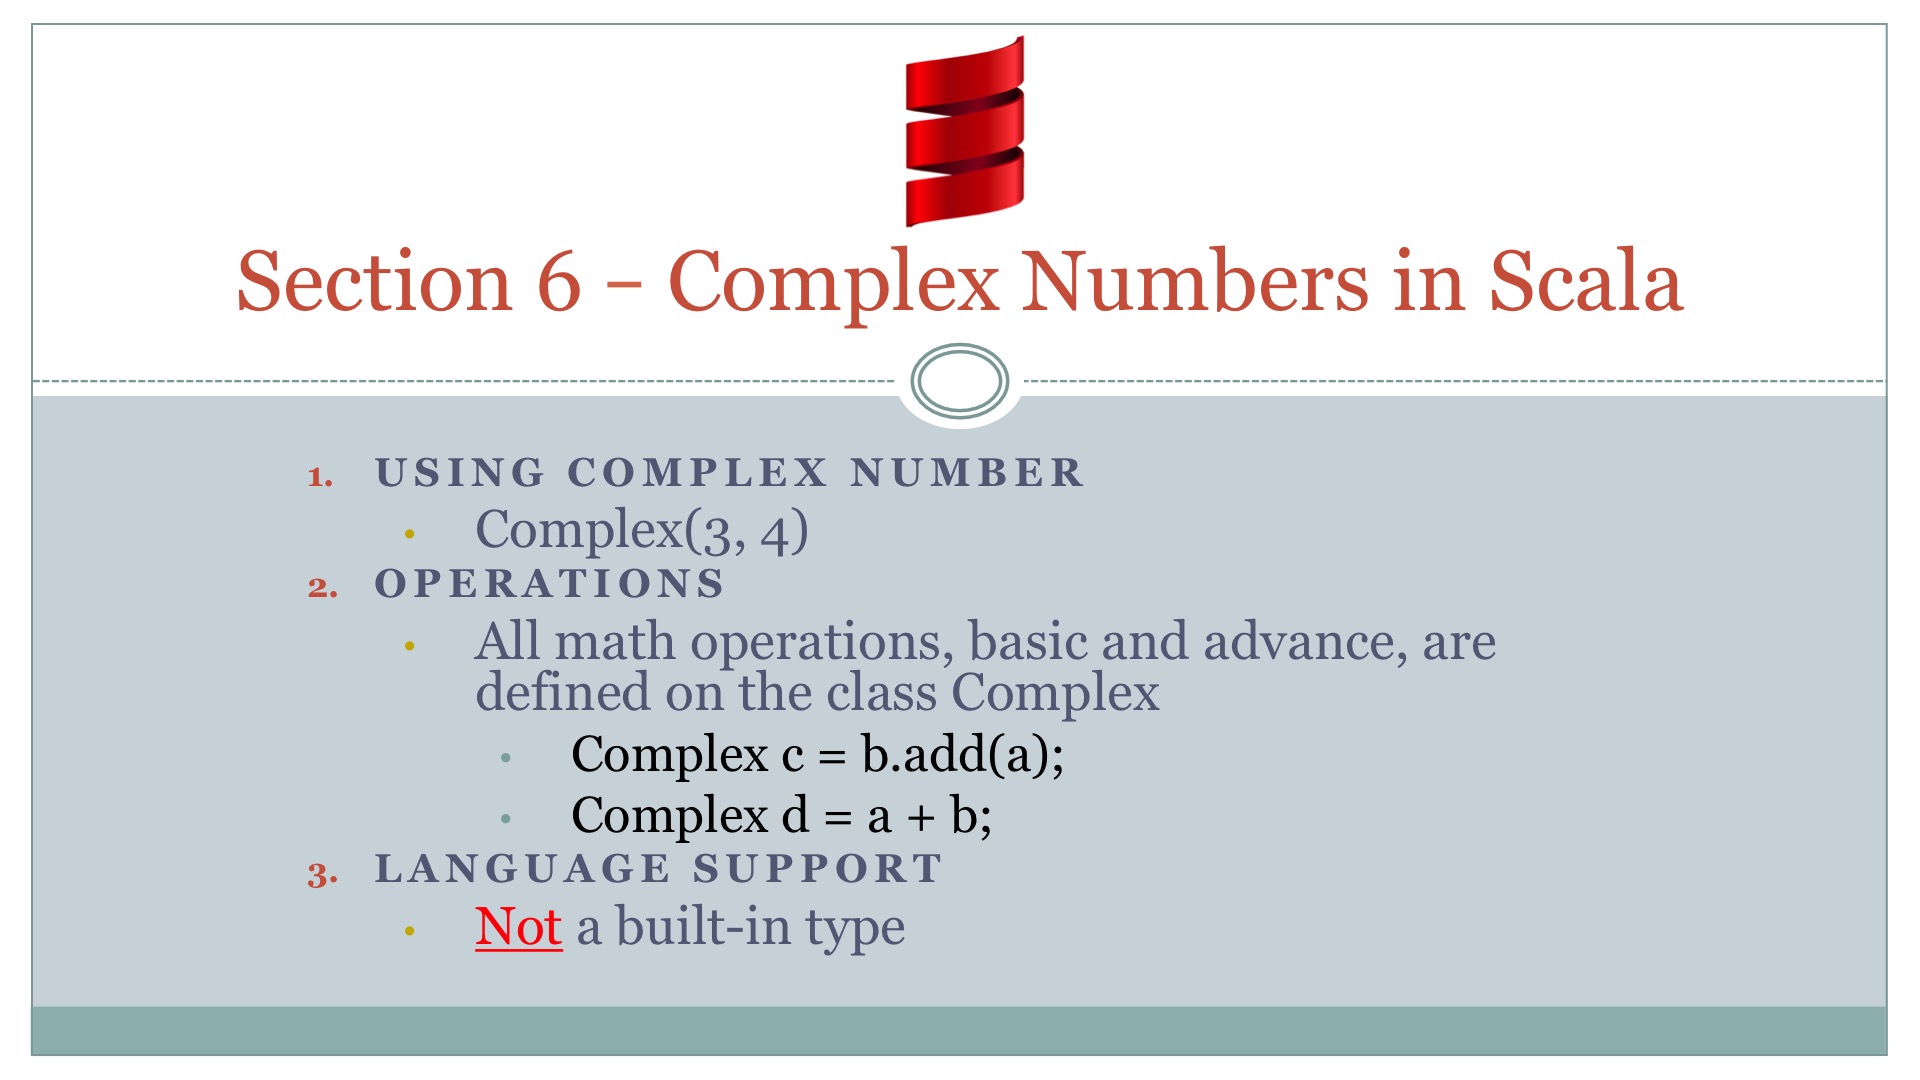 Section 6 – Complex Numbers in Scala
1. USING COMPLEX NUMBER
• Complex(3, 4)
2. OPERATIONS
• All math operations, basic and advance, are
defined on the class Complex
• Complex c = b.add(a);
• Complex d = a + b;
3. LANGUAGE SUPPORT
• Not a built-in type